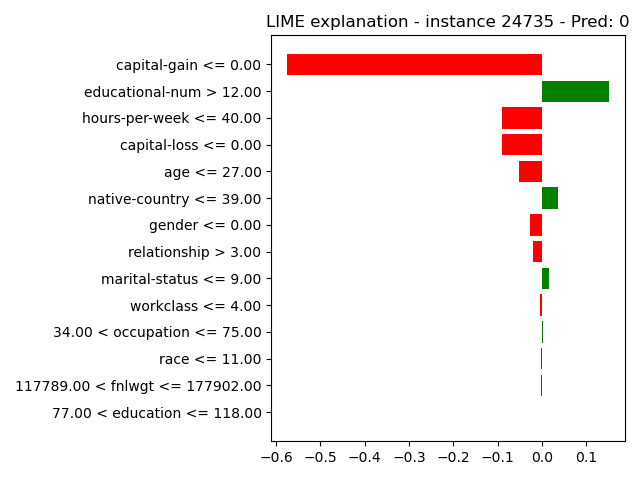 LIME explanation - instance 24735 - Pred: 0
capital-gain <= 0.00
educational-num > 12.00
hours-per-week <= 40.00
capital-loss <= 0.00
age <= 27.00
native-country <= 39.00
gender <= 0.00
relationship > 3.00
marital-status <= 9.00
workclass <= 4.00
34.00 < occupation <= 75.00
race <= 11.00
117789.00 < fnlwgt <= 177902.00
77.00 < education <= 118.00
−0.6 −0.5 −0.4 −0.3 −0.2 −0.1 0.0 0.1